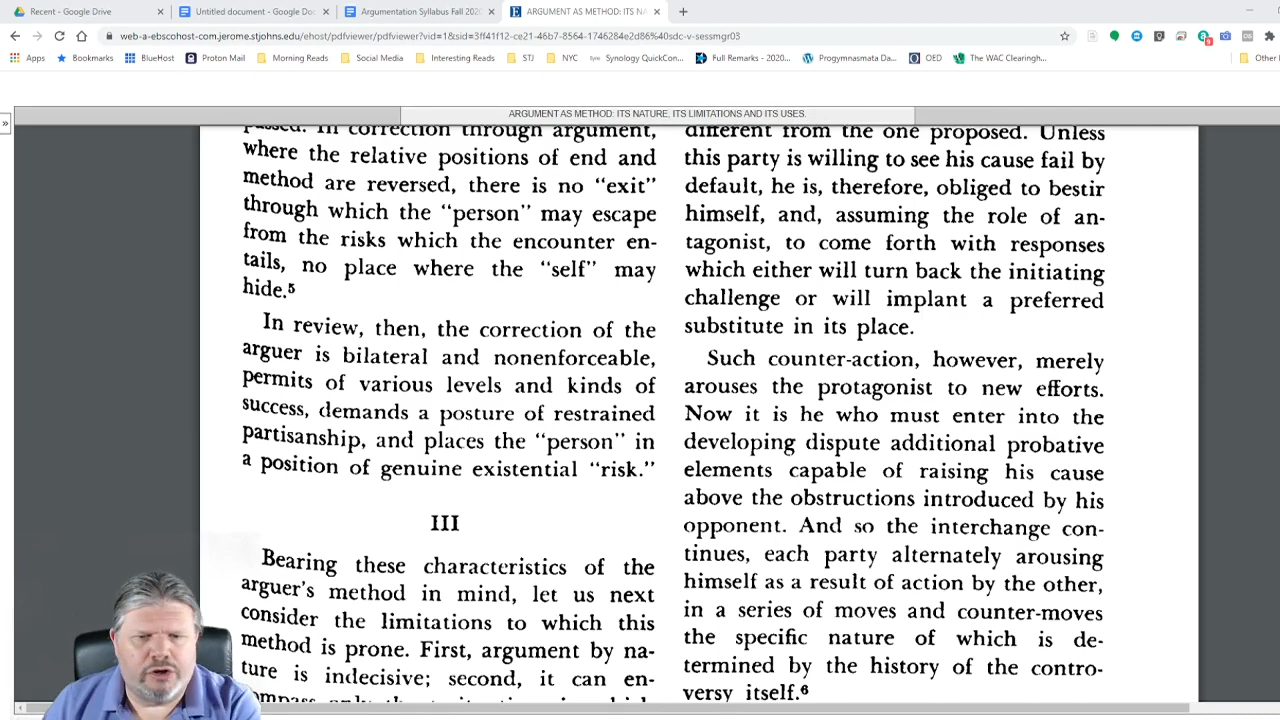 Recent - Google Drive
Untitled document - Google Doc
Argumentation Syllabus Fall 202
ARGUMENT AS METHOD: ITS NA
web-a-ebscohost-com.jerome.stjohns.edu/ehost/pdfviewer/pdfviewer?vid=1&sid=3ff41f12-ce21-46b7-8564-1746284e2d86%40sdc-v-sessmgr03
Apps
Bookmarks
BlueHost
Proton Mail
Morning Reads
Social Media
Interesting Reads
STJ
NYC
Synology QuickCon...
Full Remarks - 2020...
Progymnasmata Da...
OED
The WAC Clearingh...
Other
ARGUMENT AS METHOD: ITS NATURE, ITS LIMITATIONS AND ITS USES.
passed. In correction through argument,
where the relative positions of end and
method are reversed, there is no “exit”
through which the “person” may escape
from the risks which the encounter en-
tails, no place where the “self” may
hide.⁵
In review, then, the correction of the
arguer is bilateral and nonenforceable,
permits of various levels and kinds of
success, demands a posture of restrained
partisanship, and places the “person” in
a position of genuine existential “risk.”
III
Bearing these characteristics of the
arguer’s method in mind, let us next
consider the limitations to which this
method is prone. First, argument by na-
ture is indecisive; second, it can en-
different from the one proposed. Unless
this party is willing to see his cause fail by
default, he is, therefore, obliged to bestir
himself, and, assuming the role of an-
tagonist, to come forth with responses
which either will turn back the initiating
challenge or will implant a preferred
substitute in its place.
Such counter-action, however, merely
arouses the protagonist to new efforts.
Now it is he who must enter into the
developing dispute additional probative
elements capable of raising his cause
above the obstructions introduced by his
opponent. And so the interchange con-
tinues, each party alternately arousing
himself as a result of action by the other,
in a series of moves and counter-moves
the specific nature of which is de-
termined by the history of the contro-
versy itself.⁶